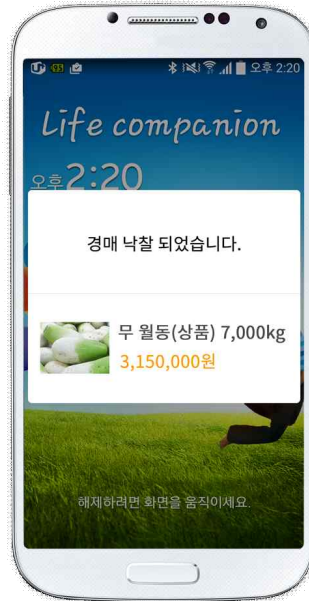 오후 2:20
Life companion
오후 2:20
경매 낙찰 되었습니다.
무 월동(상품) 7,000kg
3,150,000원
해제하려면 화면을 움직이세요.